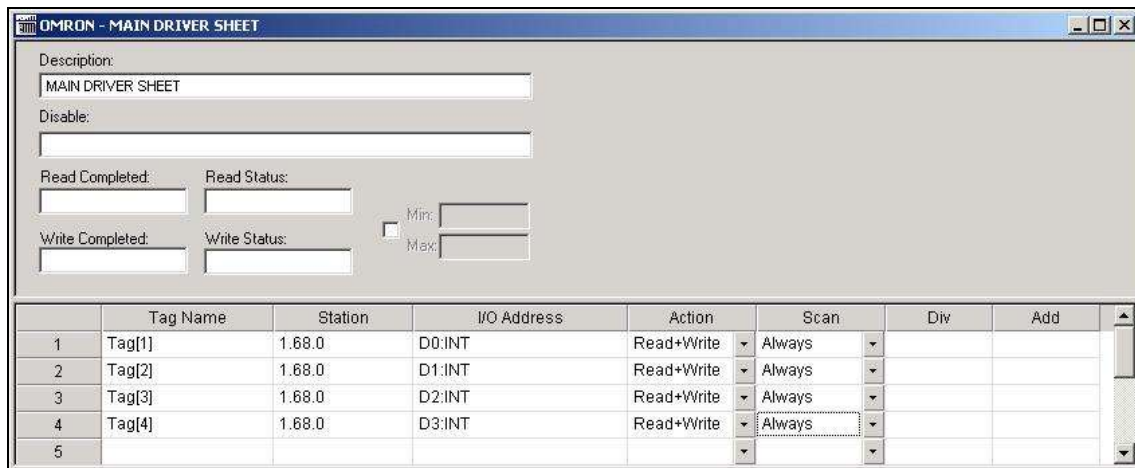 OMRON - MAIN DRIVER SHEET
Description:
MAIN DRIVER SHEET
Disable:
Read Completed: Read Status:
Min:
Write Completed: Write Status:
Max:
Tag Name Station I/O Address Action Scan Div Add
1 Tag[1] 1.68.0 D0:INT Read+Write Always
2 Tag[2] 1.68.0 D1:INT Read+Write Always
3 Tag[3] 1.68.0 D2:INT Read+Write Always
4 Tag[4] 1.68.0 D3:INT Read+Write Always
5